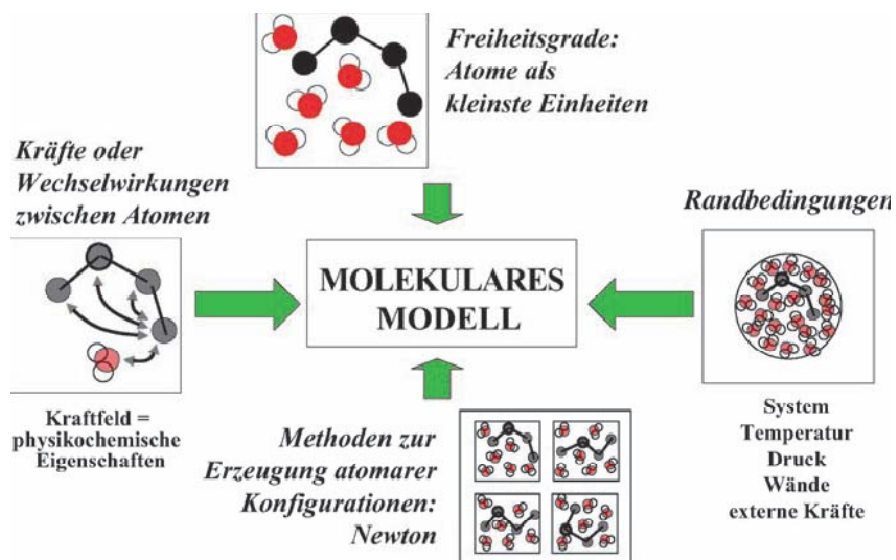 Freiheitsgrade:
Atome als
kleinste Einheiten
Kräfte oder
Wechselwirkungen
zwischen Atomen
Randbedingungen
MOLEKULARES
MODELL
Kraftfeld =
physikochemische
Eigenschaften
Methoden zur
Erzeugung atomarer
Konfigurationen:
Newton
System
Temperatur
Druck
Wände
externe Kräfte